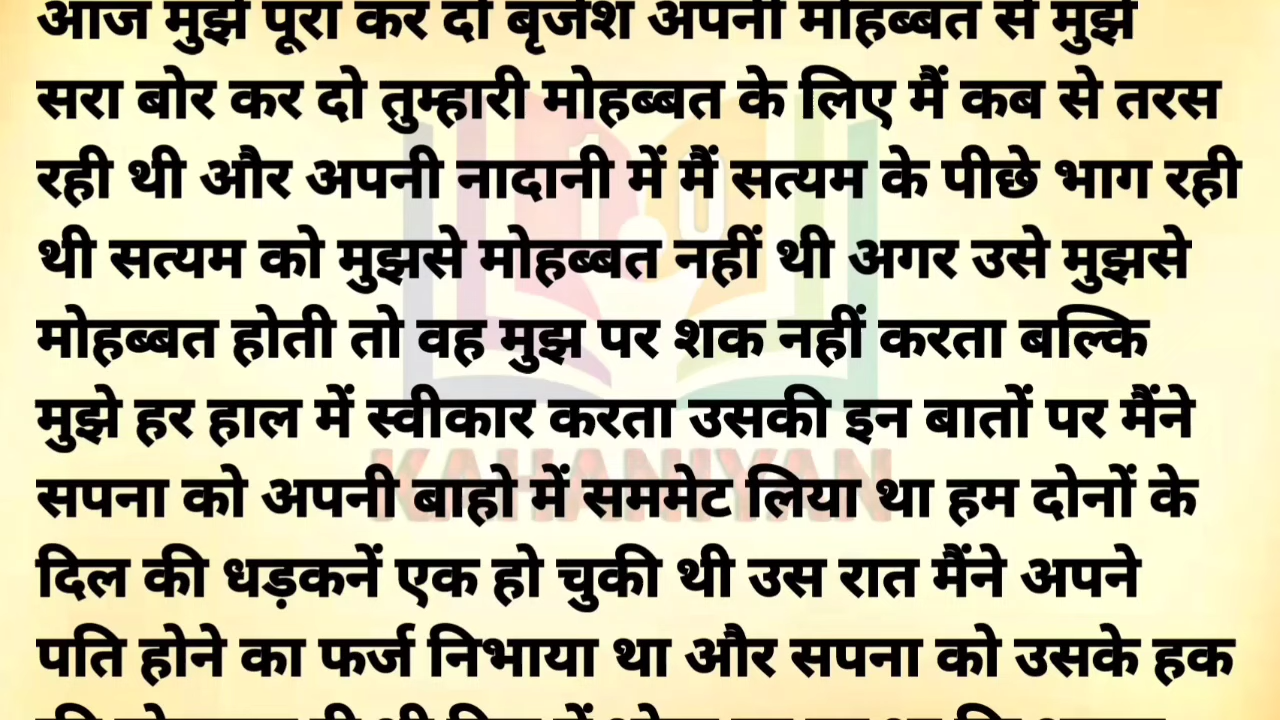 आज मुझे पूरा कर दो बृजेश अपनी मोहब्बत से मुझे
सरा बोर कर दो तुम्हारी मोहब्बत के लिए मैं कब से तरस
रही थी और अपनी नादानी में मैं सत्यम के पीछे भाग रही
थी सत्यम को मुझसे मोहब्बत नहीं थी अगर उसे मुझसे
मोहब्बत होती तो वह मुझ पर शक नहीं करता बल्कि
मुझे हर हाल में स्वीकार करता उसकी इन बातों पर मैंने
KAHANIYAN
सपना को अपनी बाहो में सममेट लिया था हम दोनों के
दिल की धड़कनें एक हो चुकी थी उस रात मैंने अपने
पति होने का फर्ज निभाया था और सपना को उसके हक